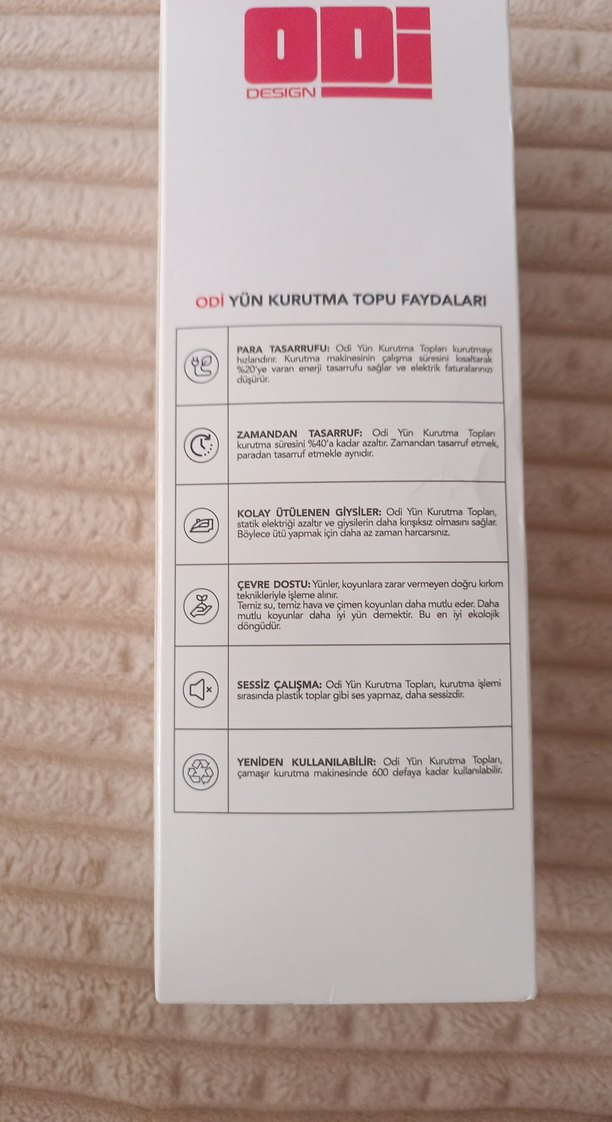 ODİ
DESIGN
ODİ YÜN KURUTMA TOPU FAYDALARI
PARA TASARRUFU: Odi Yün Kurutma Topları kurutmayı
hızlandırır. Kurutma makinesinin çalışma süresini kısaltarak
%20'ye varan enerji tasarrufu sağlar ve elektrik faturalarınızı
düşürür.
ZAMANDAN TASARRUF: Odi Yün Kurutma Topları
kurutma süresini %40'a kadar azaltır. Zamandan tasarruf etmek,
paradan tasarruf etmekle aynıdır.
KOLAY ÜTÜLENEN GİYSİLER: Odi Yün Kurutma Topları,
statik elektriği azaltır ve giysilerin daha kırışıksız olmasını sağlar.
Böylece ütü yapmak için daha az zaman harcarsınız.
ÇEVRE DOSTU: Yünler, koyunlara zarar vermeyen doğru kırkım
teknikleriyle işleme alınır.
Temiz su, temiz hava ve çimen koyunları daha mutlu eder. Daha
mutlu koyunlar daha iyi yün demektir. Bu en iyi ekolojik
döngüdür.
SESSİZ ÇALIŞMA: Odi Yün Kurutma Topları, kurutma işlemi
sırasında plastik toplar gibi ses yapmaz, daha sessizdir.
YENİDEN KULLANILABİLİR: Odi Yün Kurutma Topları,
çamaşır kurutma makinesinde 600 defaya kadar kullanılabilir.